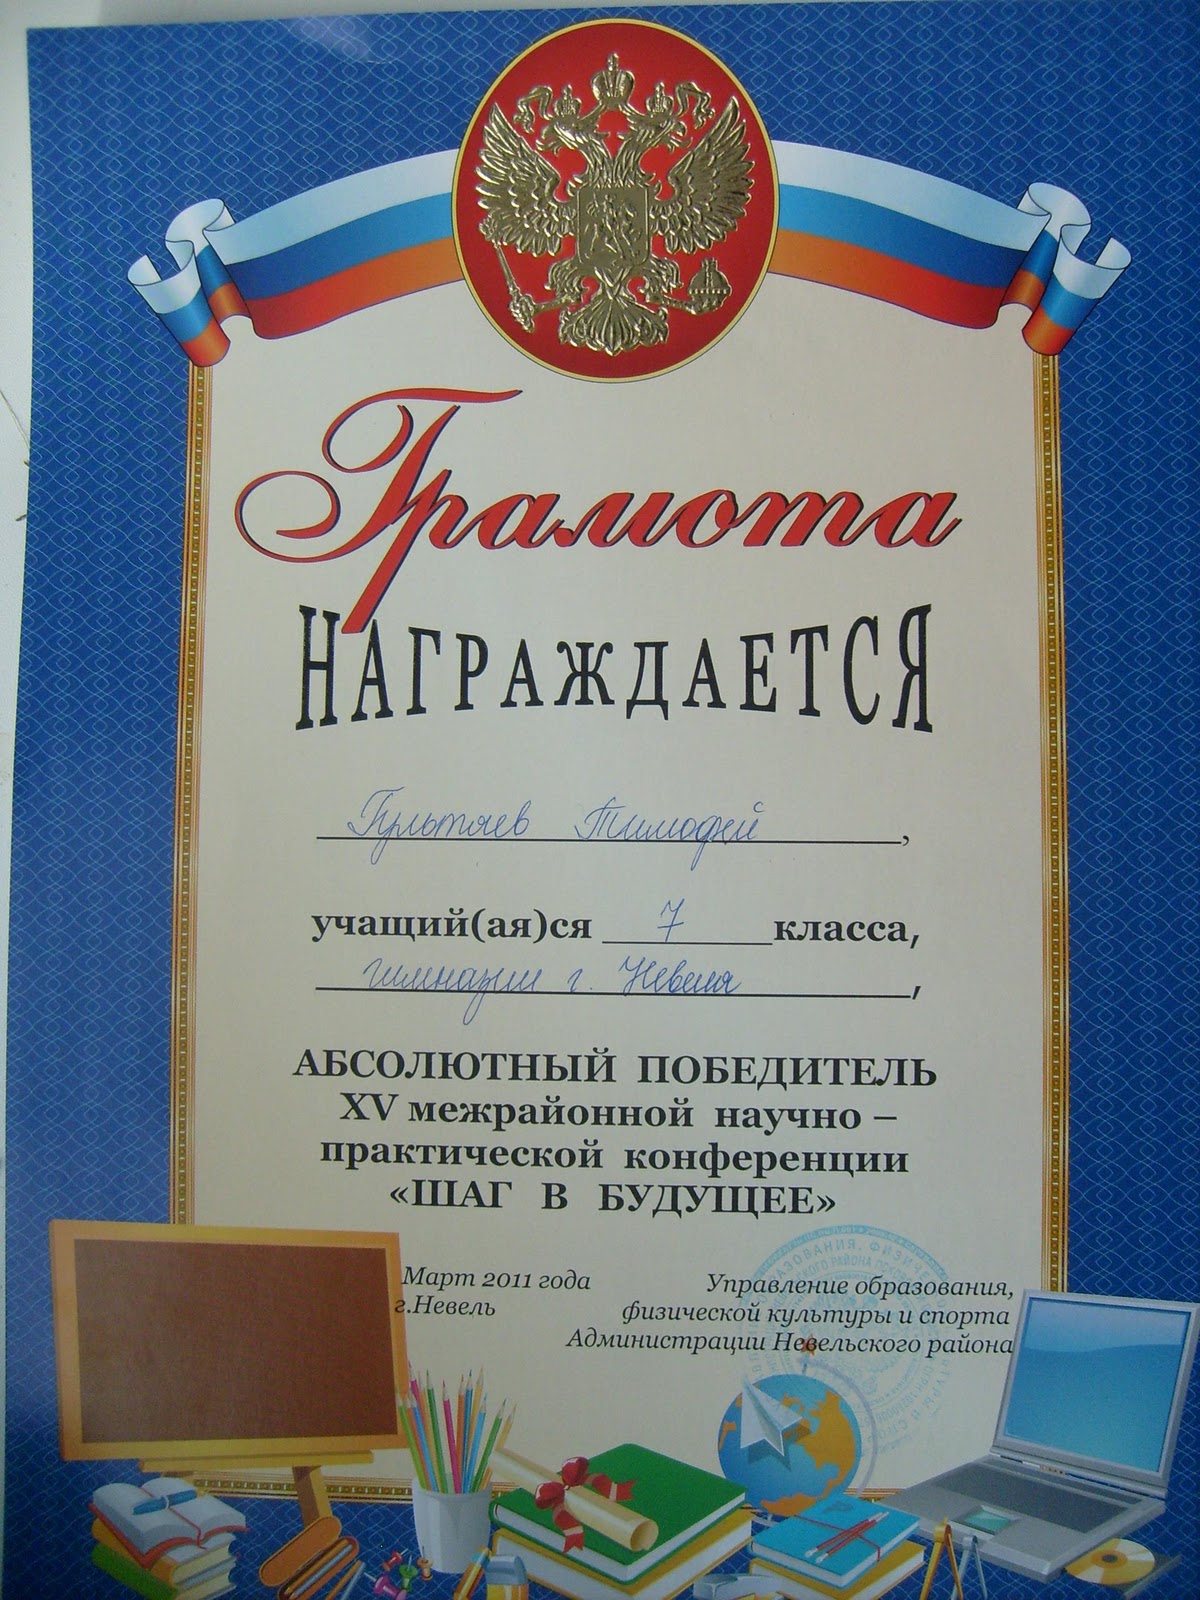 Грамота
НАГРАЖДАЕТСЯ
Гультяев Тимофей,
учащий(ая)ся 7 класса,
гимназии г. Невеля,
АБСОЛЮТНЫЙ ПОБЕДИТЕЛЬ
XV межрайонной научно –
практической конференции
«ШАГ В БУДУЩЕЕ»
Март 2011 года
г.Невель
Управление образования,
физической культуры и спорта
Администрации Невельского района